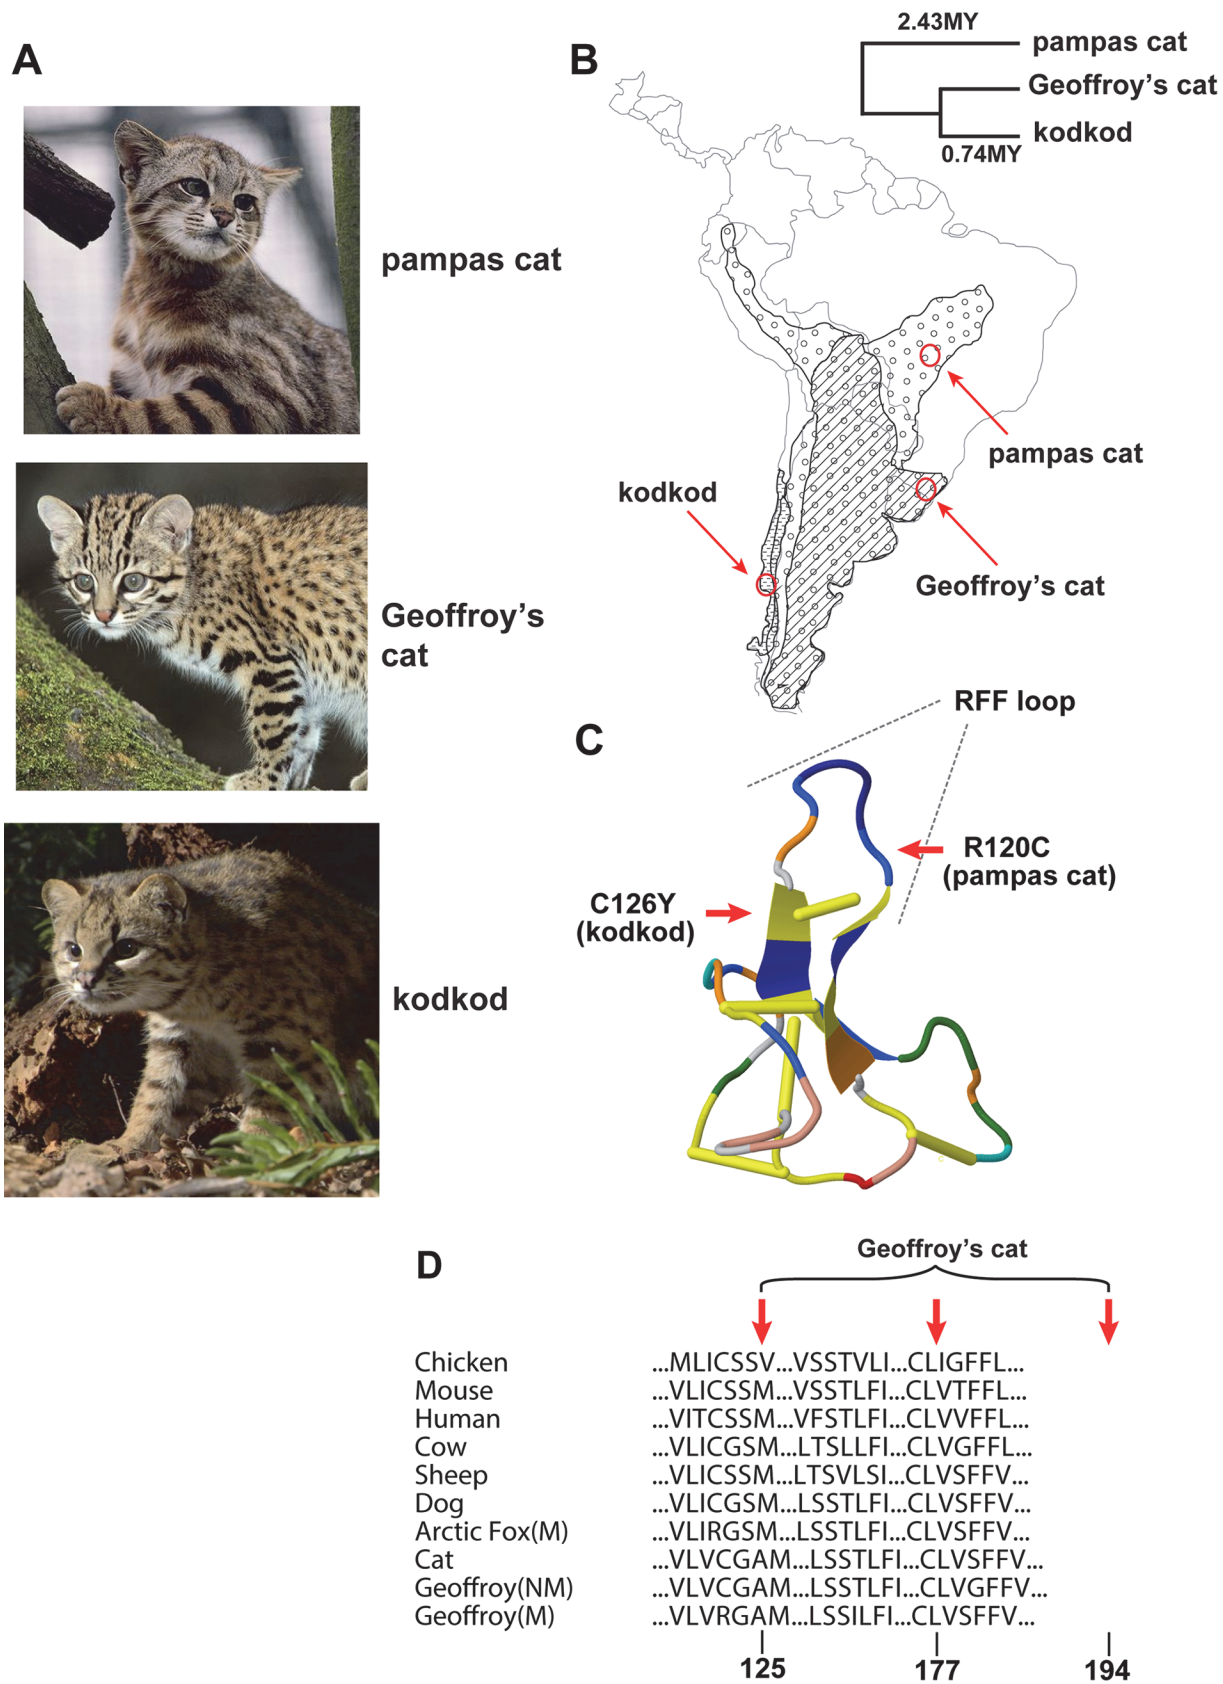 A
pampas cat
Geoffroy’s
cat
kodkod
B
2.43MY
pampas cat
Geoffroy’s cat
kodkod
0.74MY
kodkod
pampas cat
Geoffroy’s cat
C
RFF loop
R120C
(pampas cat)
C126Y
(kodkod)
D
Geoffroy’s cat
Chicken ...MLICSSV...VSSTVLI...CLIGFFL...
Mouse ...VLICSSM...VSSTLFI...CLVTFFL...
Human ...VITCSSM...VFSTLFI...CLVVFFL...
Cow ...VLICGSM...LTSLLFI...CLVGFFL...
Sheep ...VLICSSM...LTSVLSI...CLVSFFV...
Dog ...VLICGSM...LSSTLFI...CLVSFFV...
Arctic Fox(M) ...VLIRGSM...LSSTLFI...CLVSFFV...
Cat ...VLVCGAM...LSSTLFI...CLVSFFV...
Geoffroy(NM) ...VLVCGAM...LSSTLFI...CLVGFFV...
Geoffroy(M) ...VLVRGAM...LSSILFI...CLVSFFV...
125 177 194